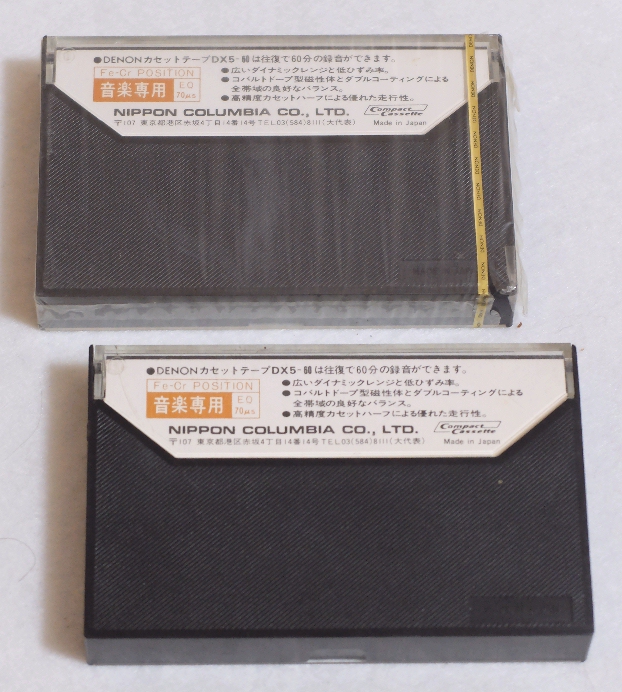 ●DENONカセットテープDX5-60は往復で60分の録音ができます。
Fe-Cr POSITION
音楽専用
EQ
70μs
●広いダイナミックレンジと低ひずみ率。
●コバルトドープ型磁性体とダブルコーティングによる
全帯域の良好なバランス。
●高精度カセットハーフによる優れた走行性。
NIPPON COLUMBIA CO., LTD.
Compact Cassette
〒107 東京都港区赤坂4丁目14番14号 TEL.03(584)8111(大代表)
Made in Japan
●DENONカセットテープDX5-60は往復で60分の録音ができます。
Fe-Cr POSITION
音楽専用
EQ
70μs
●広いダイナミックレンジと低ひずみ率。
●コバルトドープ型磁性体とダブルコーティングによる
全帯域の良好なバランス。
●高精度カセットハーフによる優れた走行性。
NIPPON COLUMBIA CO., LTD.
Compact Cassette
〒107 東京都港区赤坂4丁目14番14号 TEL.03(584)8111(大代表)
Made in Japan